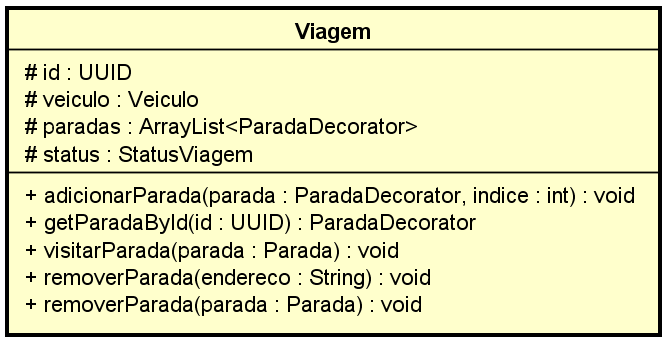 Viagem
# id : UUID
# veiculo : Veiculo
# paradas : ArrayList<ParadaDecorator>
# status : StatusViagem
+ adicionarParada(parada : ParadaDecorator, indice : int) : void
+ getParadaById(id : UUID) : ParadaDecorator
+ visitarParada(parada : Parada) : void
+ removerParada(endereco : String) : void
+ removerParada(parada : Parada) : void